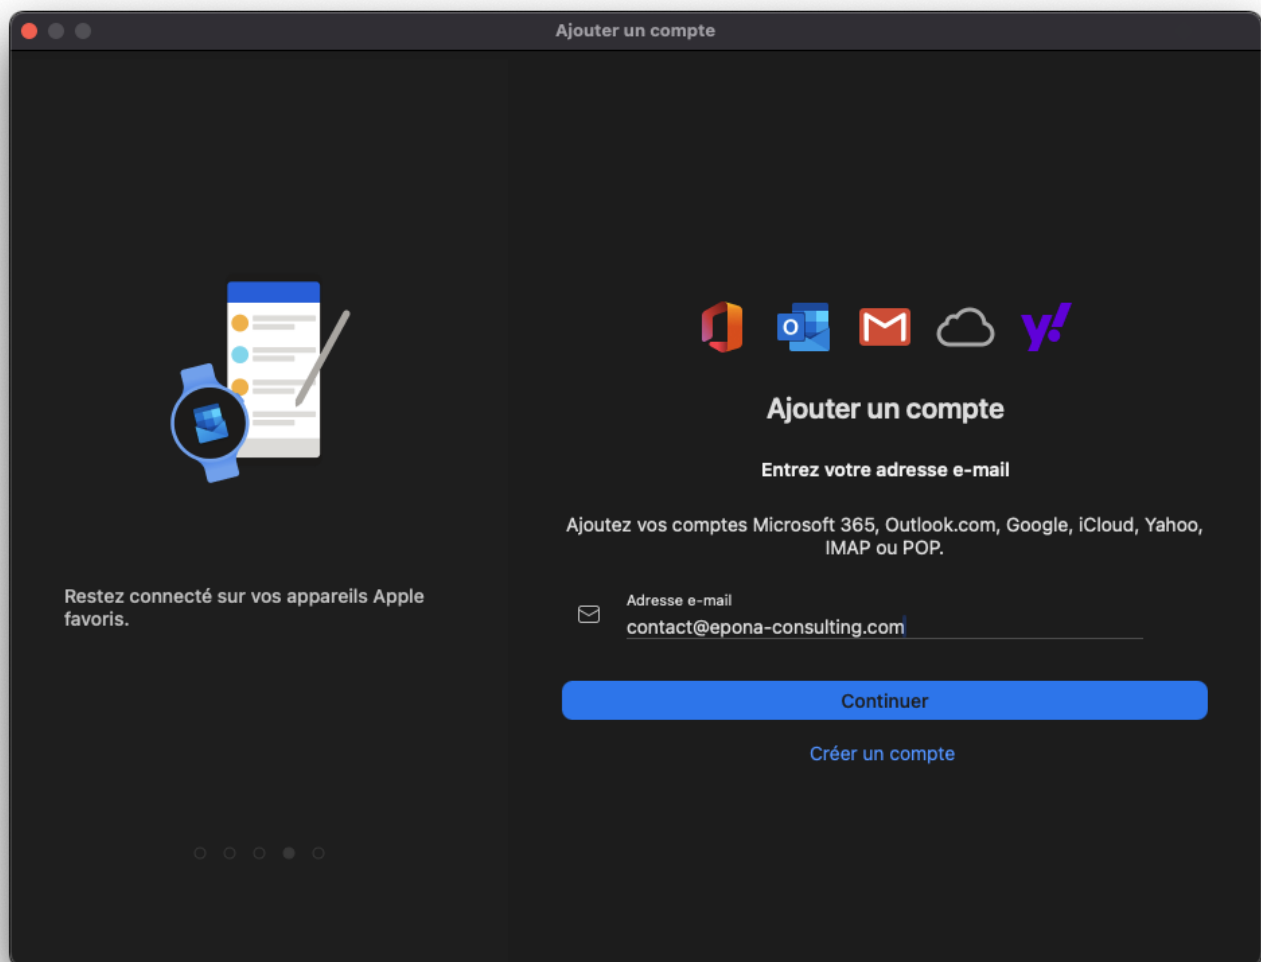 Ajouter un compte
Restez connecté sur vos appareils Apple
favoris.
Ajouter un compte
Entrez votre adresse e-mail
Ajoutez vos comptes Microsoft 365, Outlook.com, Google, iCloud, Yahoo,
IMAP ou POP.
Adresse e-mail
contact@epona-consulting.com
Continuer
Créer un compte